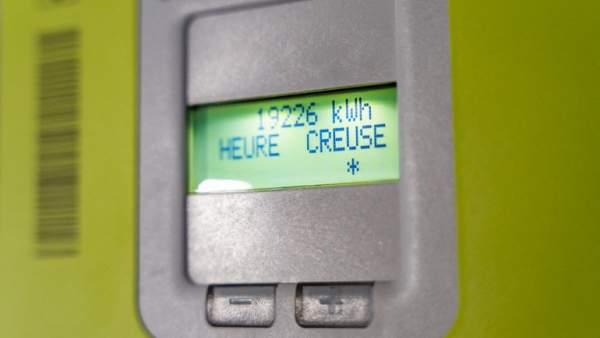 19226 kWh
HEURE CREUSE
*
- +